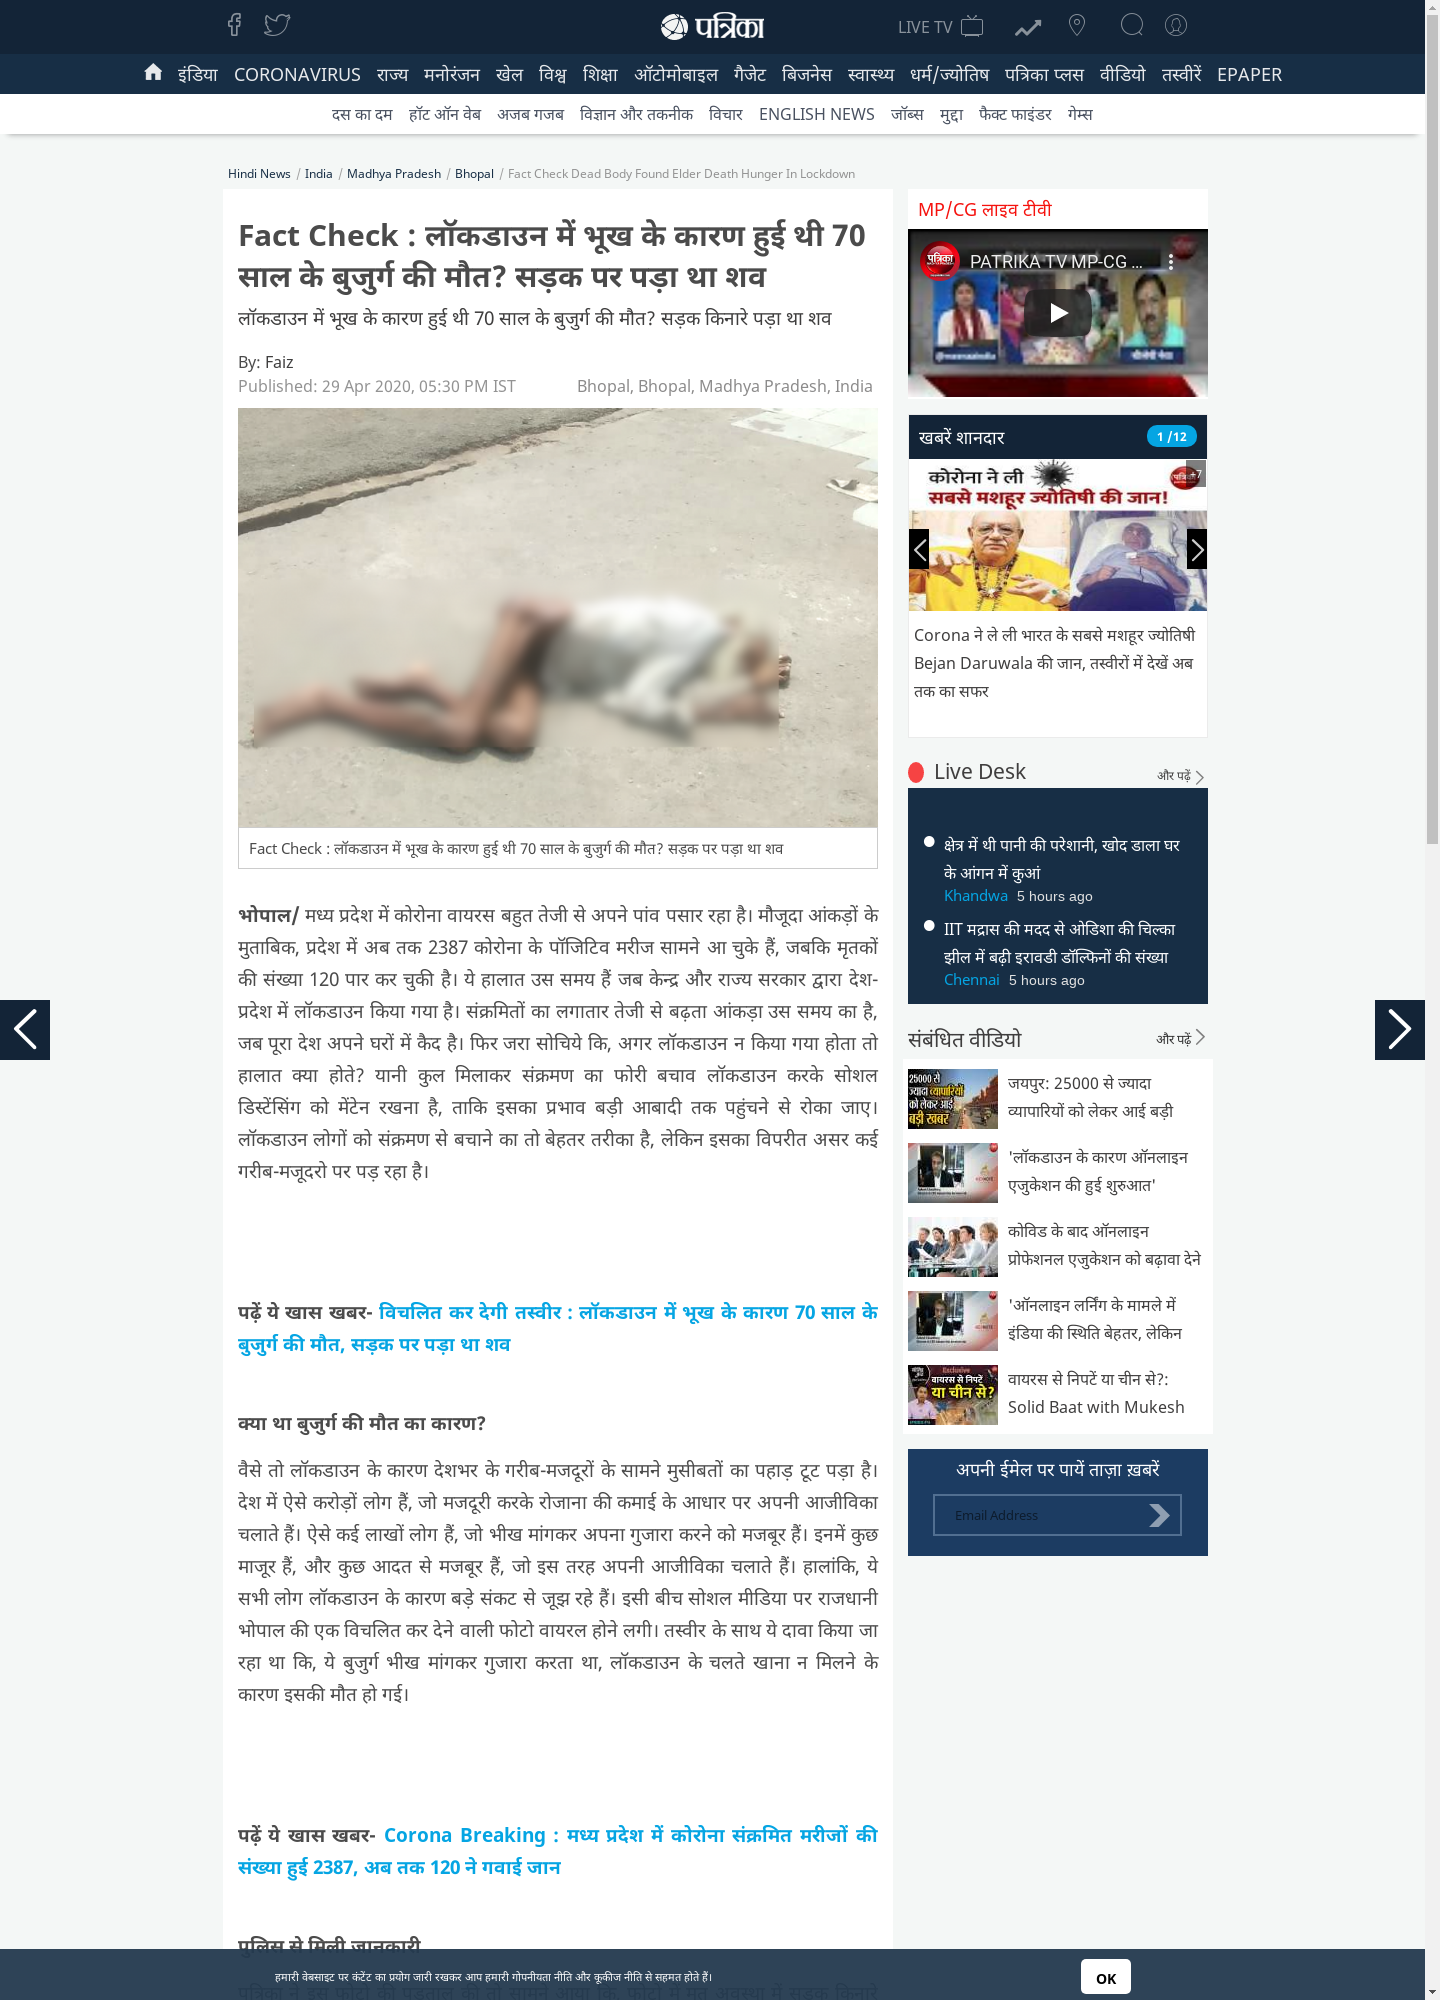 पत्रिका
LIVE TV
इंडिया CORONAVIRUS राज्य मनोरंजन खेल विश्व शिक्षा ऑटोमोबाइल गैजेट बिजनेस स्वास्थ्य धर्म/ज्योतिष पत्रिका प्लस वीडियो तस्वीरें EPAPER
दस का दम हॉट ऑन वेब अजब गजब विज्ञान और तकनीक विचार ENGLISH NEWS जॉब्स मुद्दा फैक्ट फाइंडर गेम्स
Hindi News / India / Madhya Pradesh / Bhopal / Fact Check Dead Body Found Elder Death Hunger In Lockdown
Fact Check : लॉकडाउन में भूख के कारण हुई थी 70
साल के बुजुर्ग की मौत? सड़क पर पड़ा था शव
लॉकडाउन में भूख के कारण हुई थी 70 साल के बुजुर्ग की मौत? सड़क किनारे पड़ा था शव
By: Faiz
Published: 29 Apr 2020, 05:30 PM IST
Bhopal, Bhopal, Madhya Pradesh, India
Fact Check : लॉकडाउन में भूख के कारण हुई थी 70 साल के बुजुर्ग की मौत? सड़क पर पड़ा था शव
भोपाल/ मध्य प्रदेश में कोरोना वायरस बहुत तेजी से अपने पांव पसार रहा है। मौजूदा आंकड़ों के
मुताबिक, प्रदेश में अब तक 2387 कोरोना के पॉजिटिव मरीज सामने आ चुके हैं, जबकि मृतकों
की संख्या 120 पार कर चुकी है। ये हालात उस समय हैं जब केन्द्र और राज्य सरकार द्वारा देश-
प्रदेश में लॉकडाउन किया गया है। संक्रमितों का लगातार तेजी से बढ़ता आंकड़ा उस समय का है,
जब पूरा देश अपने घरों में कैद है। फिर जरा सोचिये कि, अगर लॉकडाउन न किया गया होता तो
हालात क्या होते? यानी कुल मिलाकर संक्रमण का फोरी बचाव लॉकडाउन करके सोशल
डिस्टेंसिंग को मेंटेन रखना है, ताकि इसका प्रभाव बड़ी आबादी तक पहुंचने से रोका जाए।
लॉकडाउन लोगों को संक्रमण से बचाने का तो बेहतर तरीका है, लेकिन इसका विपरीत असर कई
गरीब-मजूदरो पर पड़ रहा है।
पढ़ें ये खास खबर- विचलित कर देगी तस्वीर : लॉकडाउन में भूख के कारण 70 साल के
बुजुर्ग की मौत, सड़क पर पड़ा था शव
क्या था बुजुर्ग की मौत का कारण?
वैसे तो लॉकडाउन के कारण देशभर के गरीब-मजदूरों के सामने मुसीबतों का पहाड़ टूट पड़ा है।
देश में ऐसे करोड़ों लोग हैं, जो मजदूरी करके रोजाना की कमाई के आधार पर अपनी आजीविका
चलाते हैं। ऐसे कई लाखों लोग हैं, जो भीख मांगकर अपना गुजारा करने को मजबूर हैं। इनमें कुछ
माजूर हैं, और कुछ आदत से मजबूर हैं, जो इस तरह अपनी आजीविका चलाते हैं। हालांकि, ये
सभी लोग लॉकडाउन के कारण बड़े संकट से जूझ रहे हैं। इसी बीच सोशल मीडिया पर राजधानी
भोपाल की एक विचलित कर देने वाली फोटो वायरल होने लगी। तस्वीर के साथ ये दावा किया जा
रहा था कि, ये बुजुर्ग भीख मांगकर गुजारा करता था, लॉकडाउन के चलते खाना न मिलने के
कारण इसकी मौत हो गई।
पढ़ें ये खास खबर- Corona Breaking : मध्य प्रदेश में कोरोना संक्रमित मरीजों की
संख्या हुई 2387, अब तक 120 ने गवाई जान
पुलिस से मिली जानकारी
MP/CG लाइव टीवी
पत्रिका
PATRIKA TV MP-CG ...
खबरें शानदार
1 /12
कोरोना ने ली
सबसे मशहूर ज्योतिषी की जान!
+7
Corona ने ले ली भारत के सबसे मशहूर ज्योतिषी
Bejan Daruwala की जान, तस्वीरों में देखें अब
तक का सफर
Live Desk
और पढ़ें
क्षेत्र में थी पानी की परेशानी, खोद डाला घर
के आंगन में कुआं
Khandwa 5 hours ago
IIT मद्रास की मदद से ओडिशा की चिल्का
झील में बढ़ी इरावडी डॉल्फिनों की संख्या
Chennai 5 hours ago
संबंधित वीडियो
और पढ़ें
25000 से
ज्यादा व्यापारियों
को लेकर आई
बड़ी खबर
जयपुर: 25000 से ज्यादा
व्यापारियों को लेकर आई बड़ी
'लॉकडाउन के कारण ऑनलाइन
एजुकेशन की हुई शुरुआत'
कोविड के बाद ऑनलाइन
प्रोफेशनल एजुकेशन को बढ़ावा देने
'ऑनलाइन लर्निंग के मामले में
इंडिया की स्थिति बेहतर, लेकिन
Exclusive
वायरस से निपटें
या चीन से?
वायरस से निपटें या चीन से?:
Solid Baat with Mukesh
अपनी ईमेल पर पायें ताज़ा ख़बरें
Email Address
हमारी वेबसाइट पर कंटेंट का प्रयोग जारी रखकर आप हमारी गोपनीयता नीति और कूकीज नीति से सहमत होते हैं।
OK